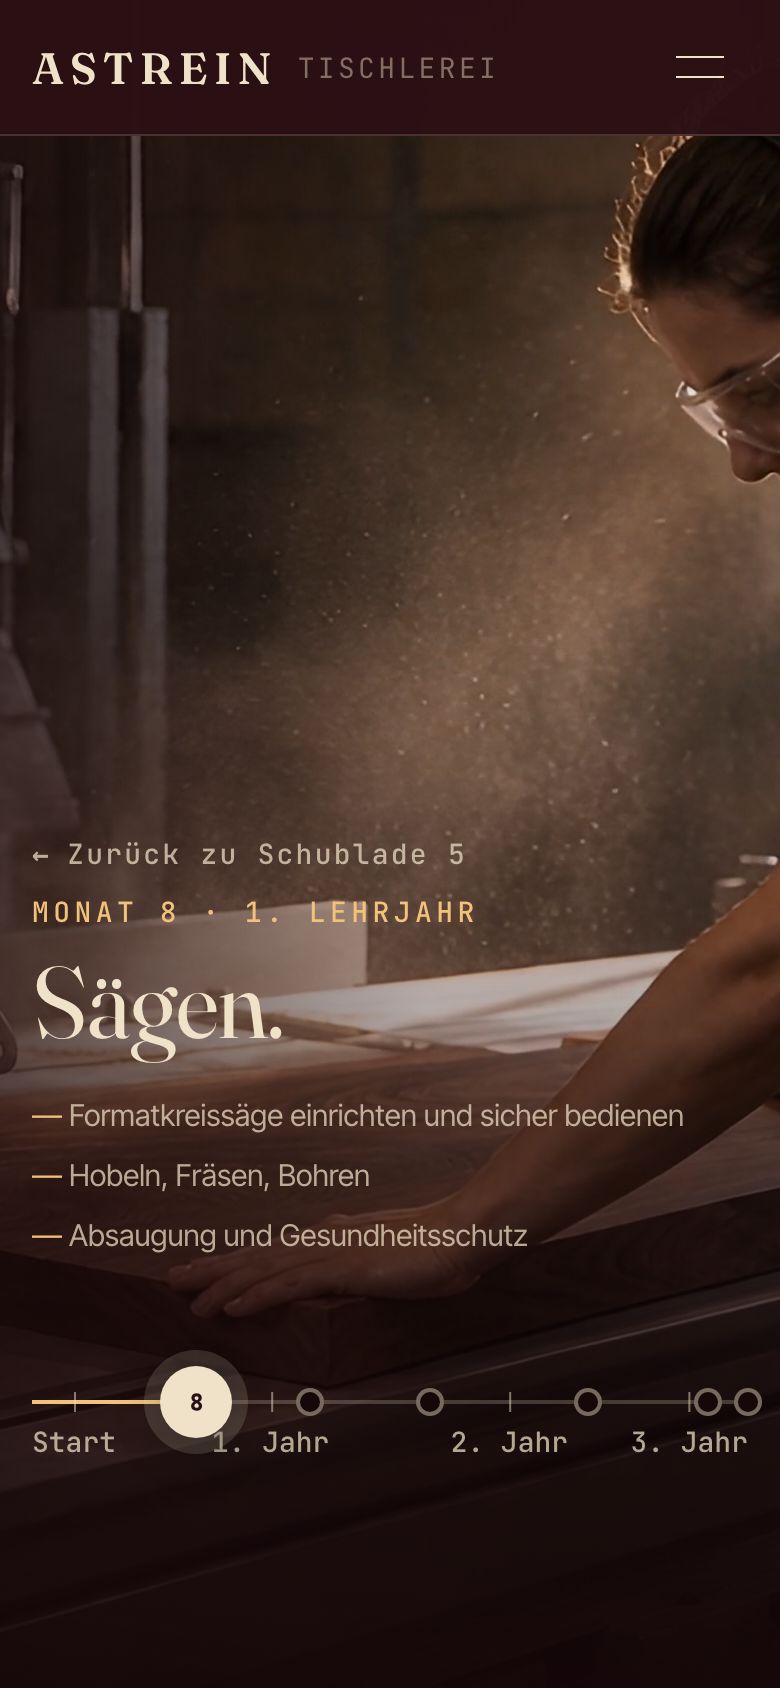 ASTREIN TISCHLEREI
← Zurück zu Schublade 5
MONAT 8 · 1. LEHRJAHR
Sägen.
— Formatkreissäge einrichten und sicher bedienen
— Hobeln, Fräsen, Bohren
— Absaugung und Gesundheitsschutz
8
Start 1. Jahr 2. Jahr 3. Jahr